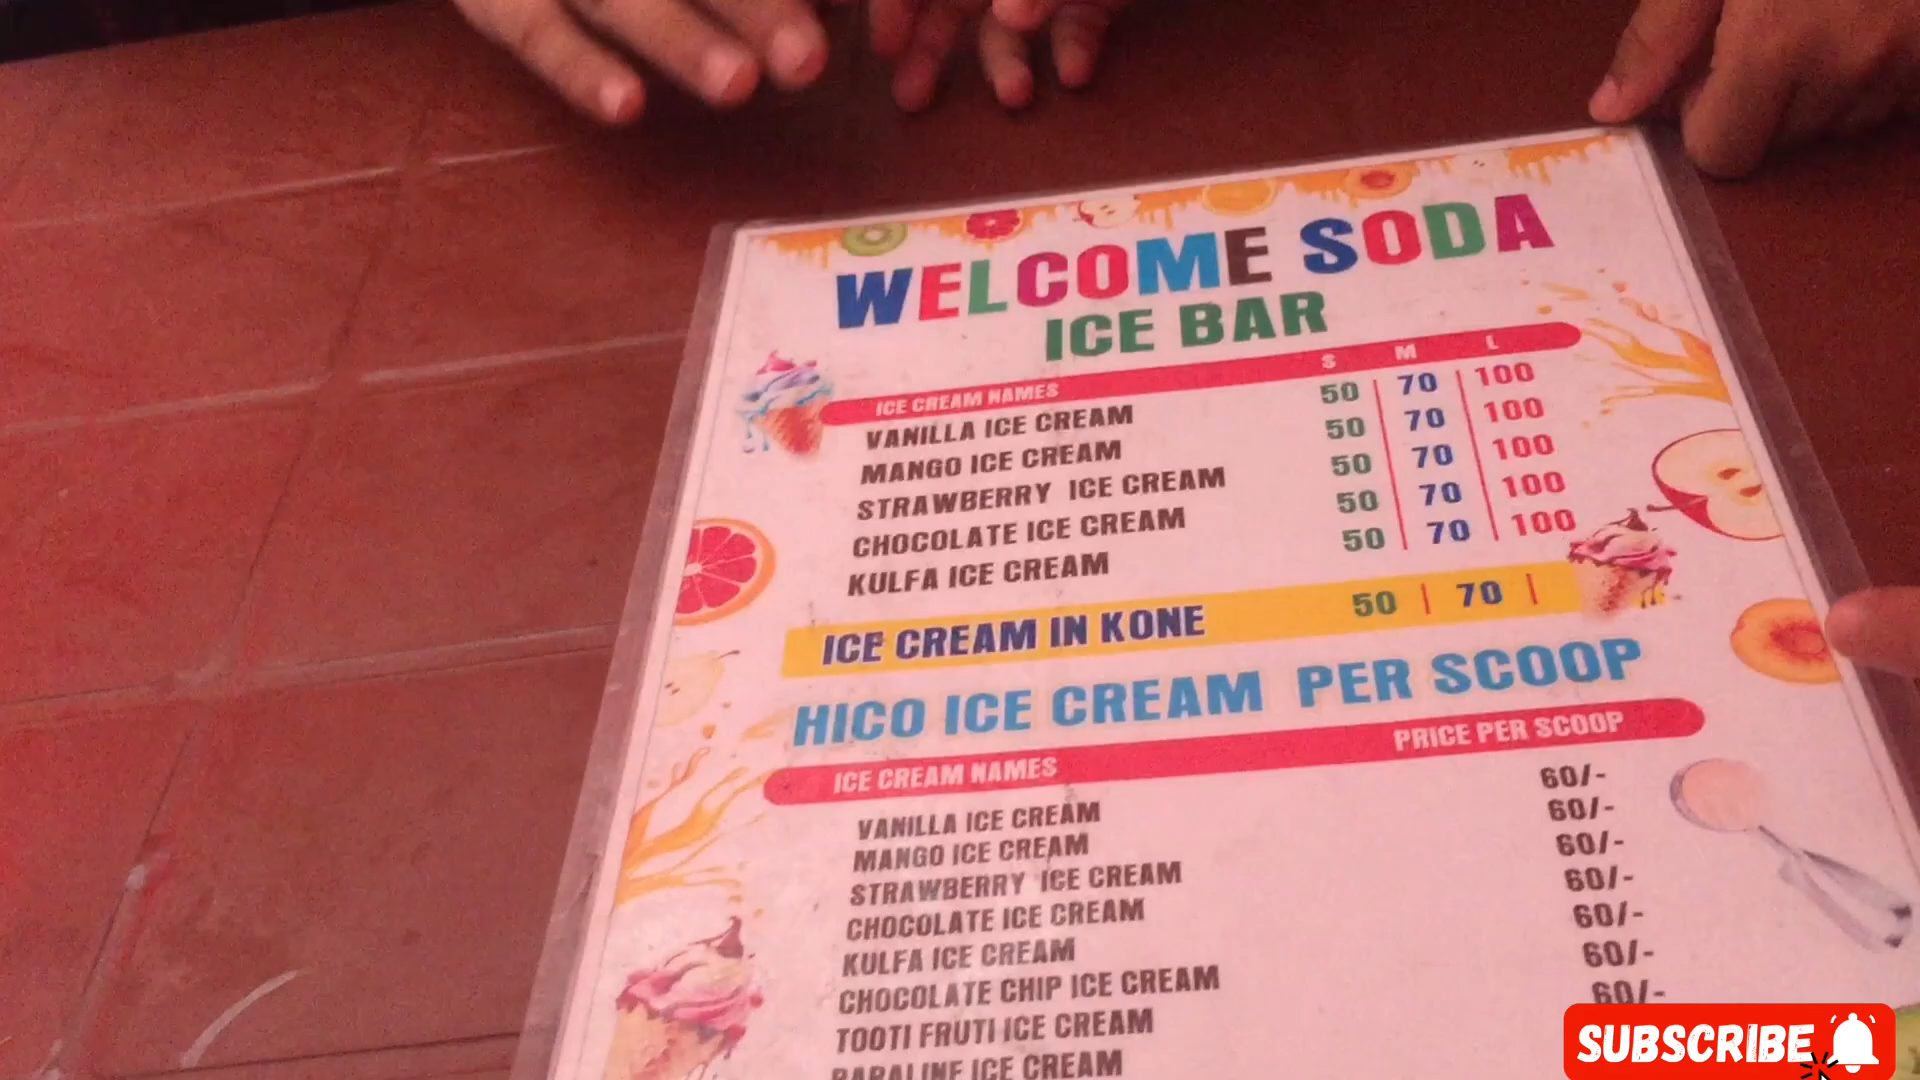 WELCOME SODA
ICE BAR
ICE CREAM NAMES S M L
VANILLA ICE CREAM 50 70 100
MANGO ICE CREAM 50 70 100
STRAWBERRY ICE CREAM 50 70 100
CHOCOLATE ICE CREAM 50 70 100
KULFA ICE CREAM 50 70 100
ICE CREAM IN KONE 50 | 70 |
HICO ICE CREAM PER SCOOP
ICE CREAM NAMES PRICE PER SCOOP
VANILLA ICE CREAM 60/-
MANGO ICE CREAM 60/-
STRAWBERRY ICE CREAM 60/-
CHOCOLATE ICE CREAM 60/-
KULFA ICE CREAM 60/-
CHOCOLATE CHIP ICE CREAM 60/-
TOOTI FRUTI ICE CREAM 60/-
PARALINE ICE CREAM
SUBSCRIBE